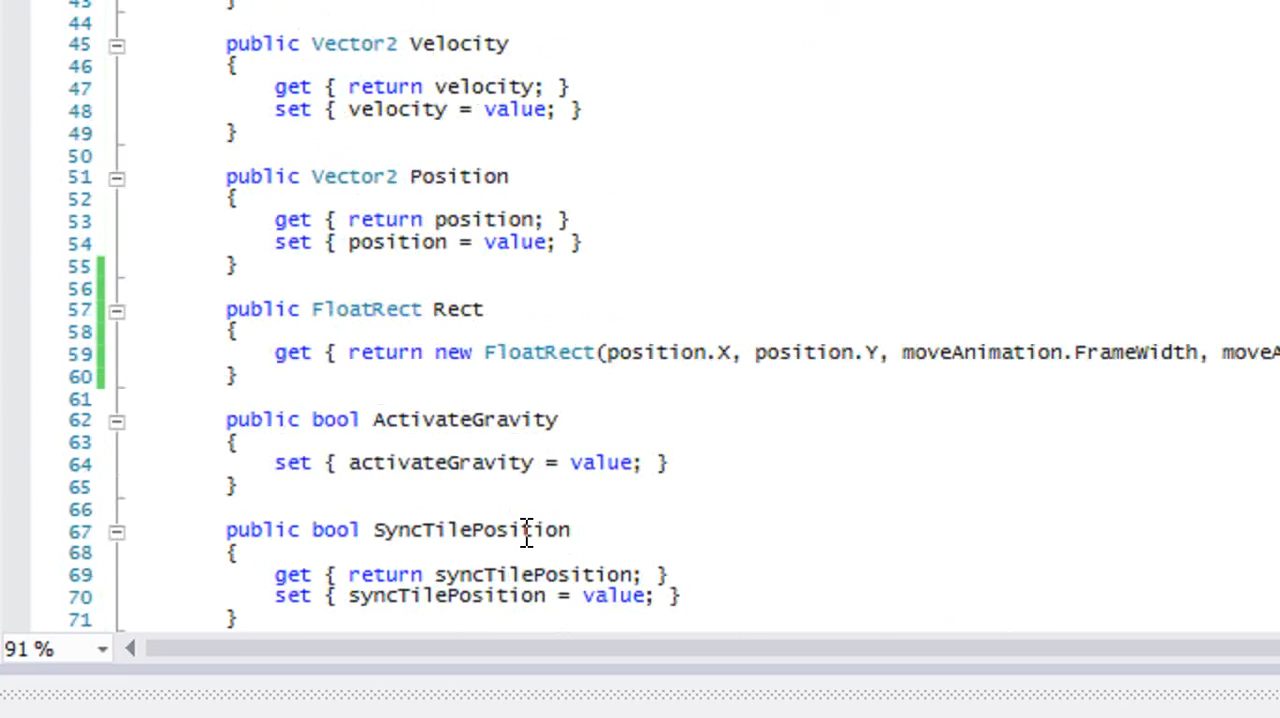 43 }
44
45 public Vector2 Velocity
46 {
47 get { return velocity; }
48 set { velocity = value; }
49 }
50
51 public Vector2 Position
52 {
53 get { return position; }
54 set { position = value; }
55 }
56
57 public FloatRect Rect
58 {
59 get { return new FloatRect(position.X, position.Y, moveAnimation.FrameWidth, moveA
60 }
61
62 public bool ActivateGravity
63 {
64 set { activateGravity = value; }
65 }
66
67 public bool SyncTilePosition
68 {
69 get { return syncTilePosition; }
70 set { syncTilePosition = value; }
71 }
91 %